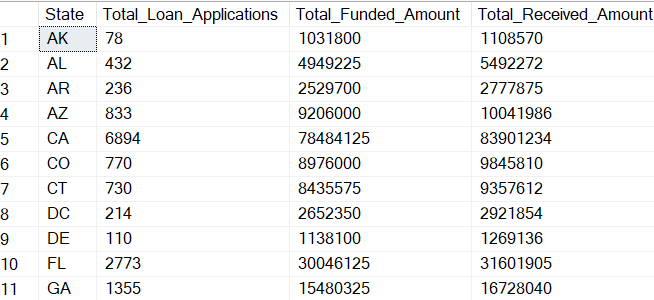 State Total_Loan_Applications Total_Funded_Amount Total_Received_Amount
1 AK 78 1031800 1108570
2 AL 432 4949225 5492272
3 AR 236 2529700 2777875
4 AZ 833 9206000 10041986
5 CA 6894 78484125 83901234
6 CO 770 8976000 9845810
7 CT 730 8435575 9357612
8 DC 214 2652350 2921854
9 DE 110 1138100 1269136
10 FL 2773 30046125 31601905
11 GA 1355 15480325 16728040